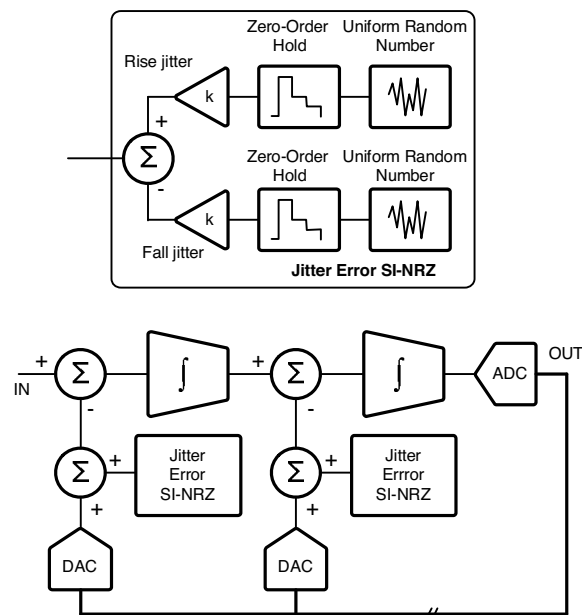 Zero-Order
Hold
Uniform Random
Number
Rise jitter
k
+
Σ
-
Zero-Order
Hold
Uniform Random
Number
k
Fall jitter
Jitter Error SI-NRZ
+
IN
Σ
-
∫
+
Σ
-
∫
ADC
OUT
Σ
+
+
Jitter
Error
SI-NRZ
DAC
Σ
+
+
Jitter
Errror
SI-NRZ
DAC
//